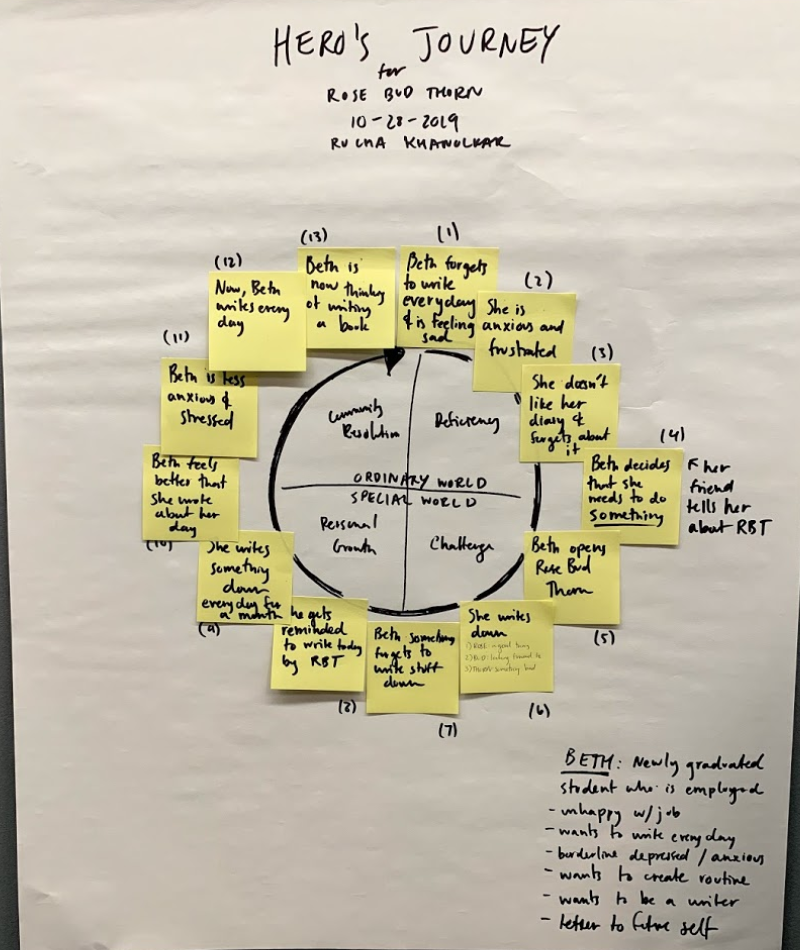 HERO'S JOURNEY
for
ROSE BUD THORN
10-28-2019
RUCHA KHANOLKAR
(1)
Beth forgets
to write
everyday
& is feeling
sad
(2)
She is
anxious and
frustrated
(3)
She doesn't
like her
diary &
forgets about
it
(4)
Beth decides
that she
needs to do
something
↖ her
friend
tells her
about RBT
Beth opens
Rose Bud
Thorn
(5)
She writes
down
1) ROSE: a good thing
2) BUD: looking forward to
3) THORN: something bad
(6)
Beth something
forgets to
write stuff
down
(7)
he gets
reminded
to write today
by RBT
(8)
She writes
something
down
everyday for
a month
(9)
Beth feels
better that
she wrote
about her
day
(10)
(11)
Beth is less
anxious &
stressed
(12)
Now, Beth
writes every
day
(13)
Beth is
now thinking
of writing
a book
Community
Resolution
Deficiency
ORDINARY WORLD
SPECIAL WORLD
Personal
Growth
Challenge
BETH: Newly graduated
student who is employed
- unhappy w/ job
- wants to write every day
- borderline depressed / anxious
- wants to create routine
- wants to be a writer
- letter to future self